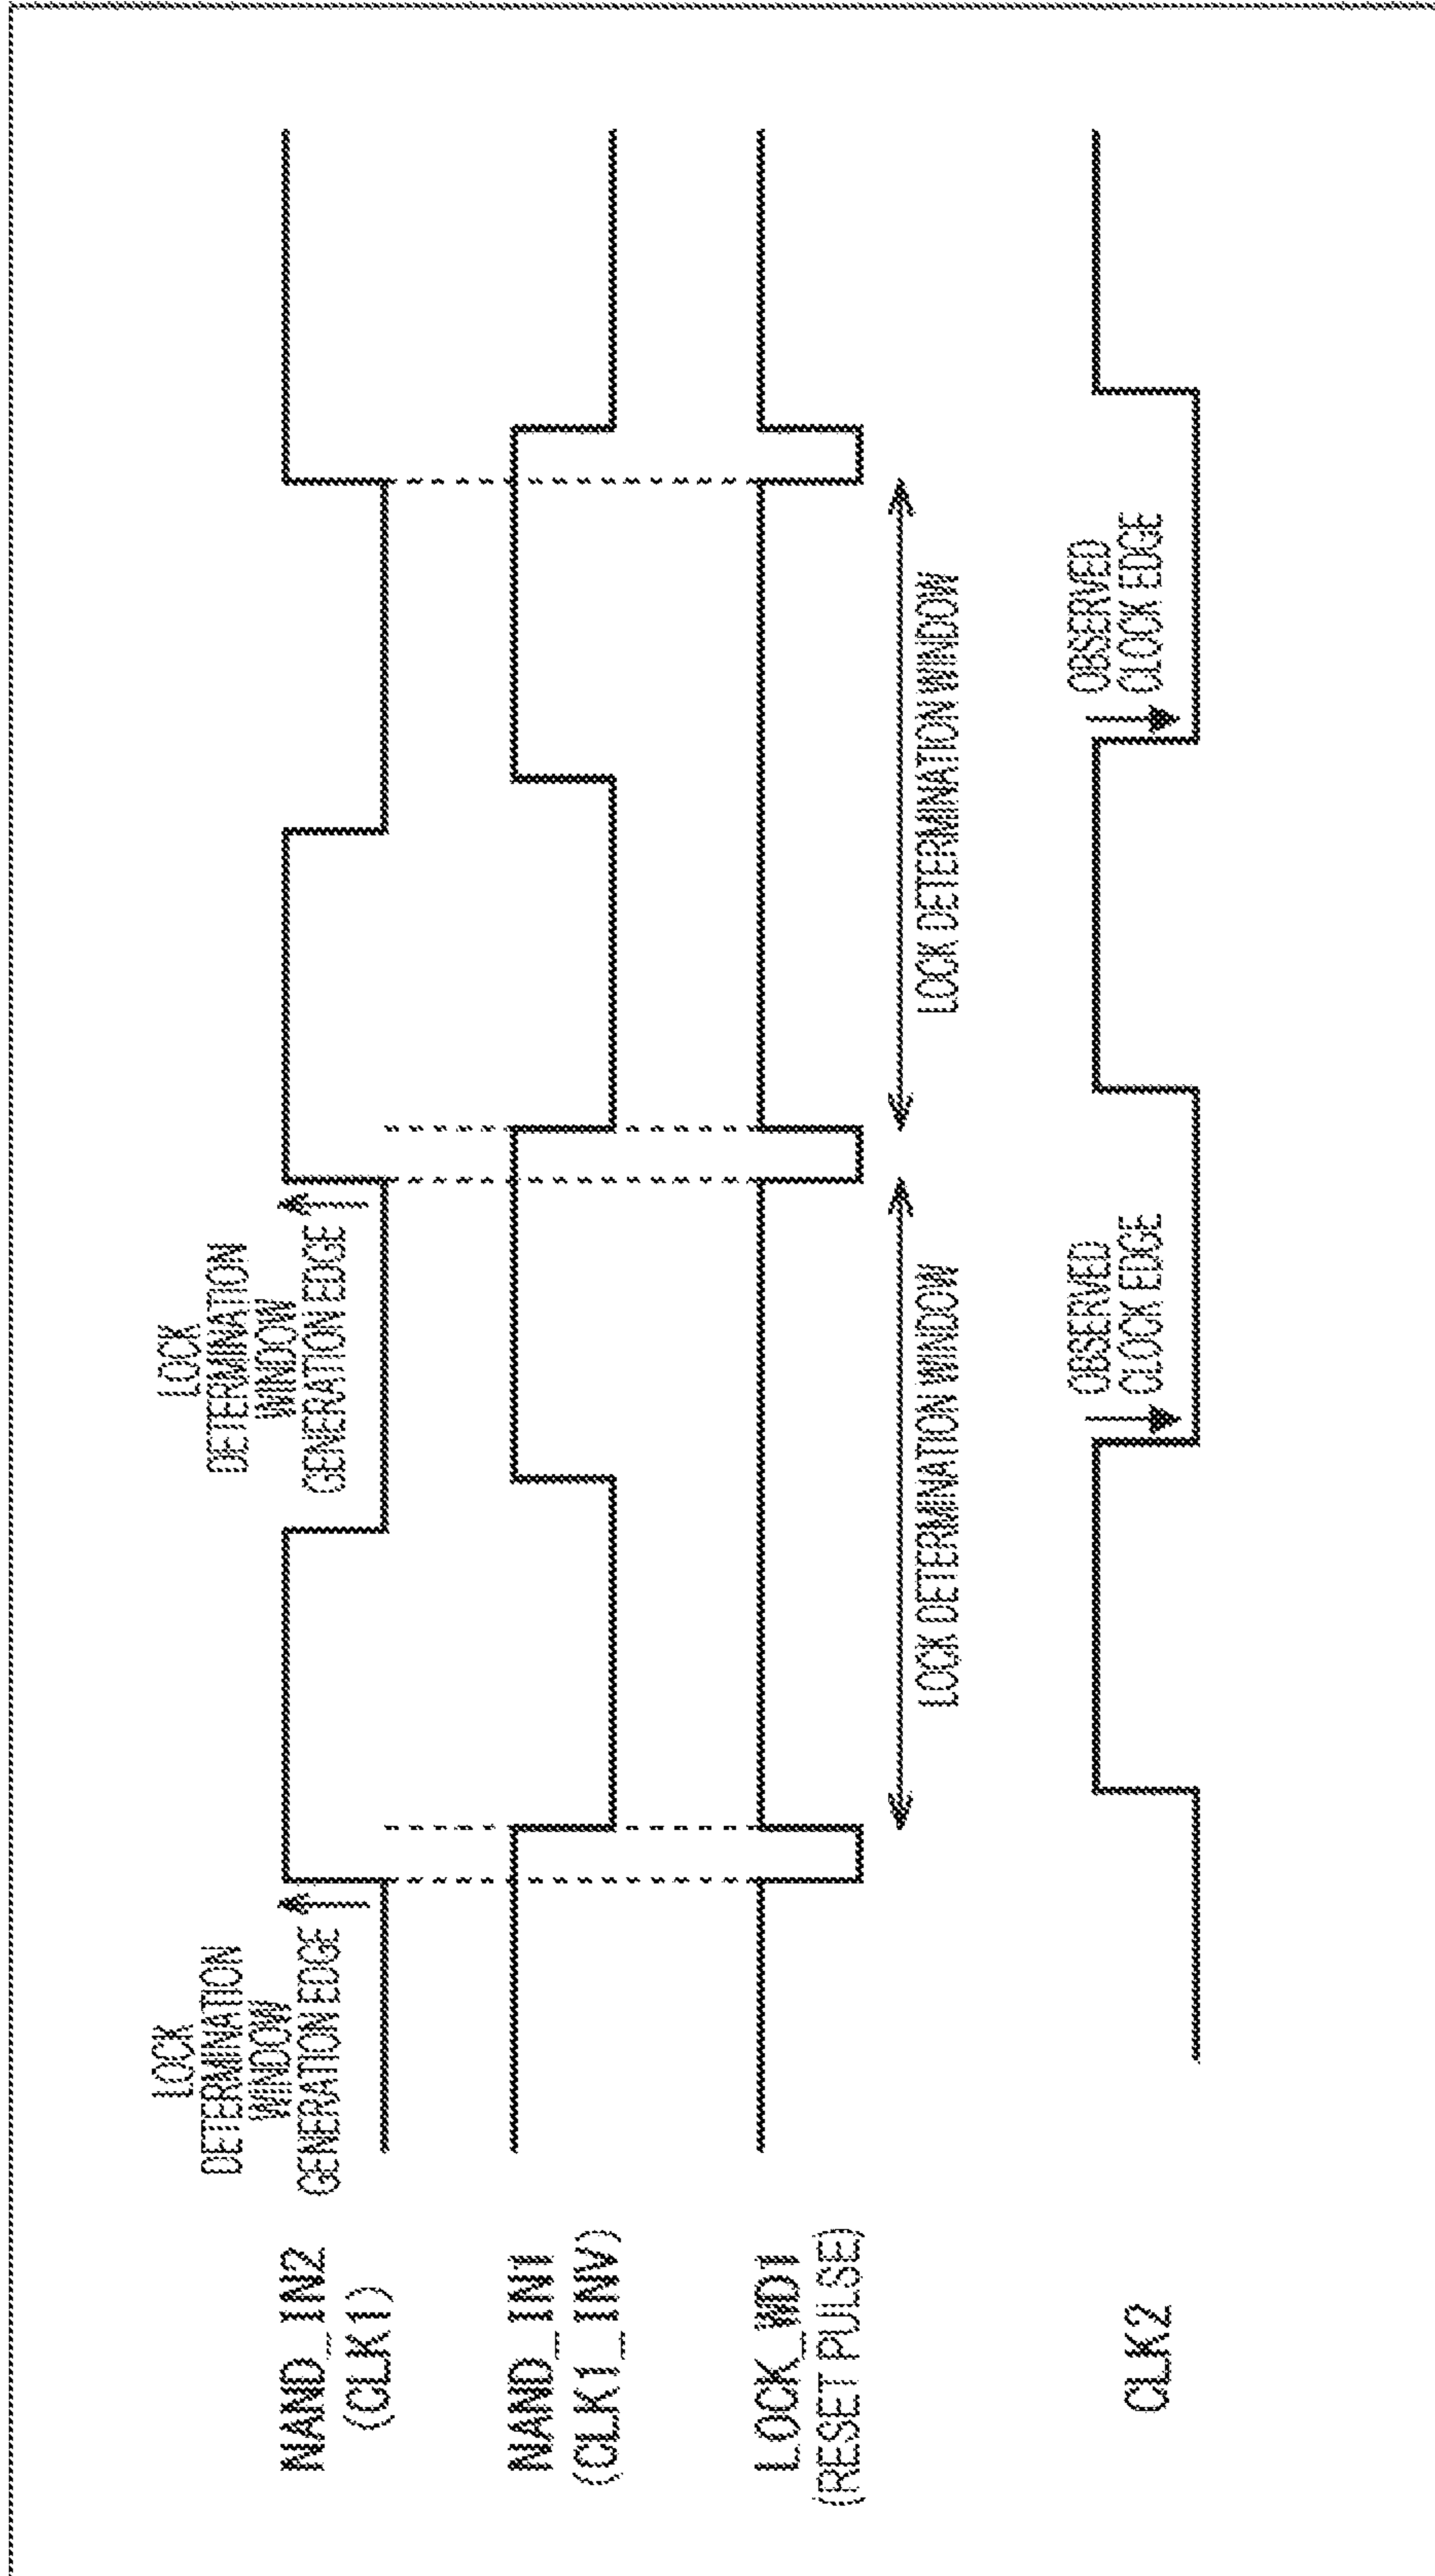 LOCK
DETERMINATION
WINDOW
GENERATION EDGE
LOCK
DETERMINATION
WINDOW
GENERATION EDGE
NAND_IN2
(CLK1)
NAND_IN1
(CLK1_INV)
LOCK_WD1
(RESET PULSE)
LOCK DETERMINATION WINDOW
LOCK DETERMINATION WINDOW
OBSERVED
CLOCK EDGE
OBSERVED
CLOCK EDGE
CLK2